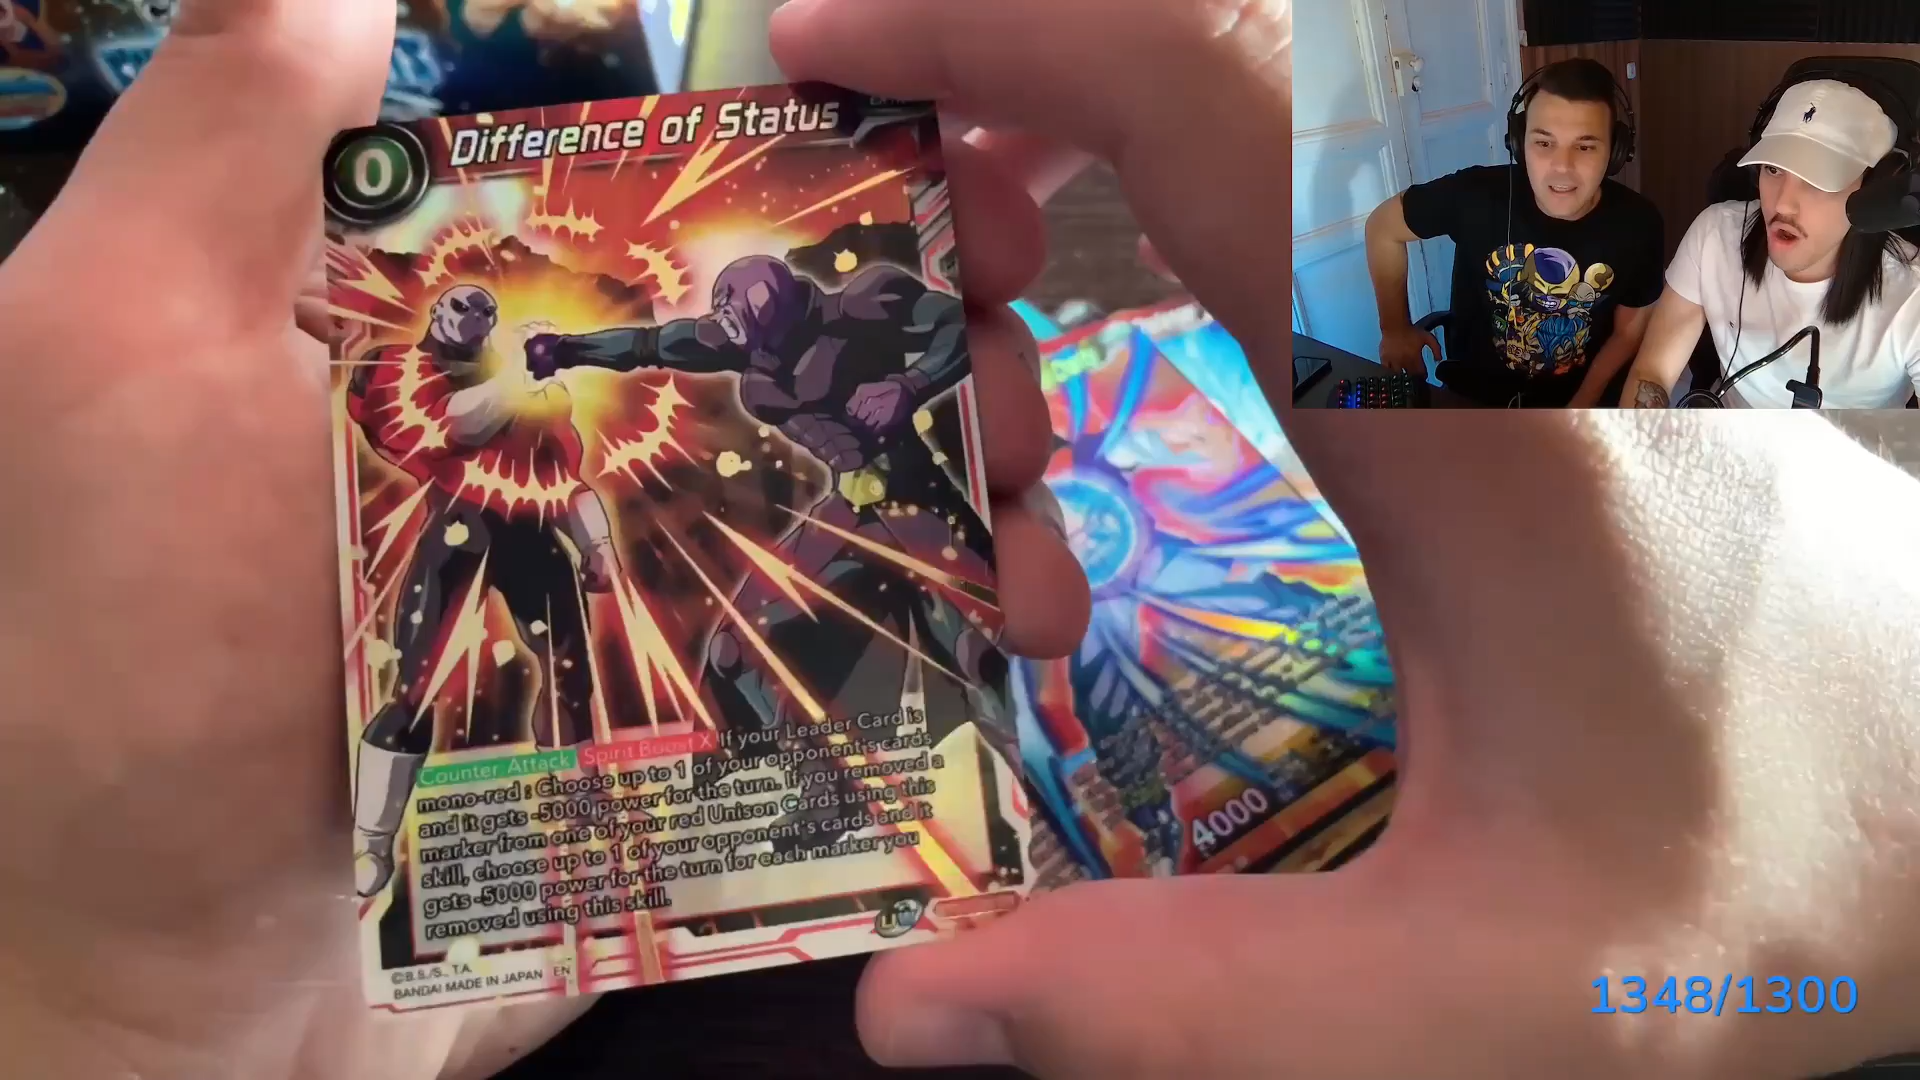 0
Difference of Status
Counter Attack Spirit Boost X If your Leader Card is
mono-red : Choose up to 1 of your opponent's cards
and it gets -5000 power for the turn. If you removed a
marker from one of your red Unison Cards using this
skill, choose up to 1 of your opponent's cards and it
gets -5000 power for the turn for each marker you
removed using this skill.
©B.S./S., T.A.
BANDAI MADE IN JAPAN EN
4000
1348/1300